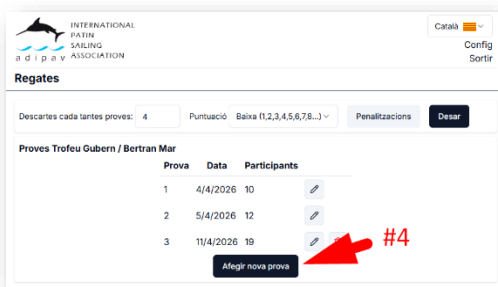 INTERNATIONAL
PATIN
SAILING
ASSOCIATION
adipav
Català
Config
Sortir
Regates
Descartes cada tantes proves: 4 Puntuació Baixa (1,2,3,4,5,6,7,8...) Penalitzacions Desar
Proves Trofeu Gubern / Bertran Mar
Prova Data Participants
1 4/4/2026 10
2 5/4/2026 12
3 11/4/2026 19
#4
Afegir nova prova